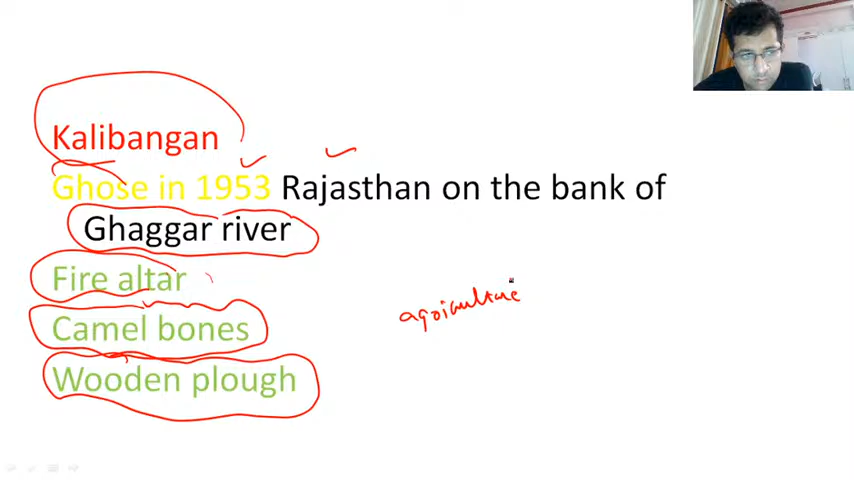 Kalibangan
Ghose in 1953 Rajasthan on the bank of
Ghaggar river
Fire altar
Camel bones
agriculture
Wooden plough